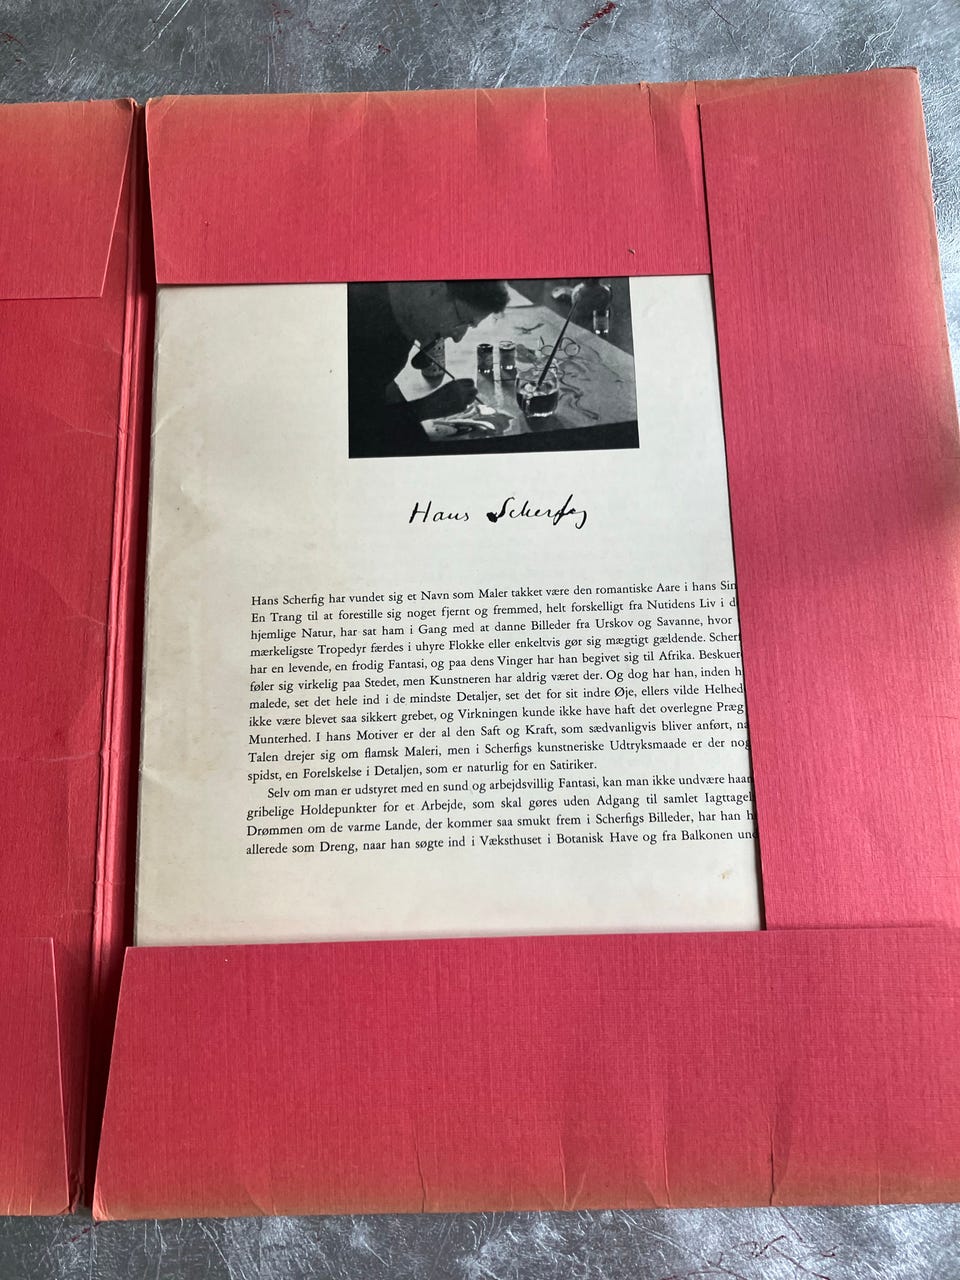 Hans Scherfig
Hans Scherfig har vundet sig et Navn som Maler takket være den romantiske Aare i hans Sin
En Trang til at forestille sig noget fjernt og fremmed, helt forskelligt fra Nutidens Liv i d
hjemlige Natur, har sat ham i Gang med at danne Billeder fra Urskov og Savanne, hvor
mærkeligste Tropedyr færdes i uhyre Flokke eller enkeltvis gør sig mægtigt gældende. Scherf
har en levende, en frodig Fantasi, og paa dens Vinger har han begivet sig til Afrika. Beskuer
føler sig virkelig paa Stedet, men Kunstneren har aldrig været der. Og dog har han, inden h
malede, set det hele ind i de mindste Detaljer, set det for sit indre Øje, ellers vilde Helhed
ikke være blevet saa sikkert grebet, og Virkningen kunde ikke have haft det overlegne Præg
Munterhed. I hans Motiver er der al den Saft og Kraft, som sædvanligvis bliver anført, na
Talen drejer sig om flamsk Maleri, men i Scherfigs kunstneriske Udtryksmaade er der nog
spidst, en Forelskelse i Detaljen, som er naturlig for en Satiriker.
Selv om man er udstyret med en sund og arbejdsvillig Fantasi, kan man ikke undvære haan
gribelige Holdepunkter for et Arbejde, som skal gøres uden Adgang til samlet Iagttagel
Drømmen om de varme Lande, der kommer saa smukt frem i Scherfigs Billeder, har han h
allerede som Dreng, naar han søgte ind i Væksthuset i Botanisk Have og fra Balkonen und